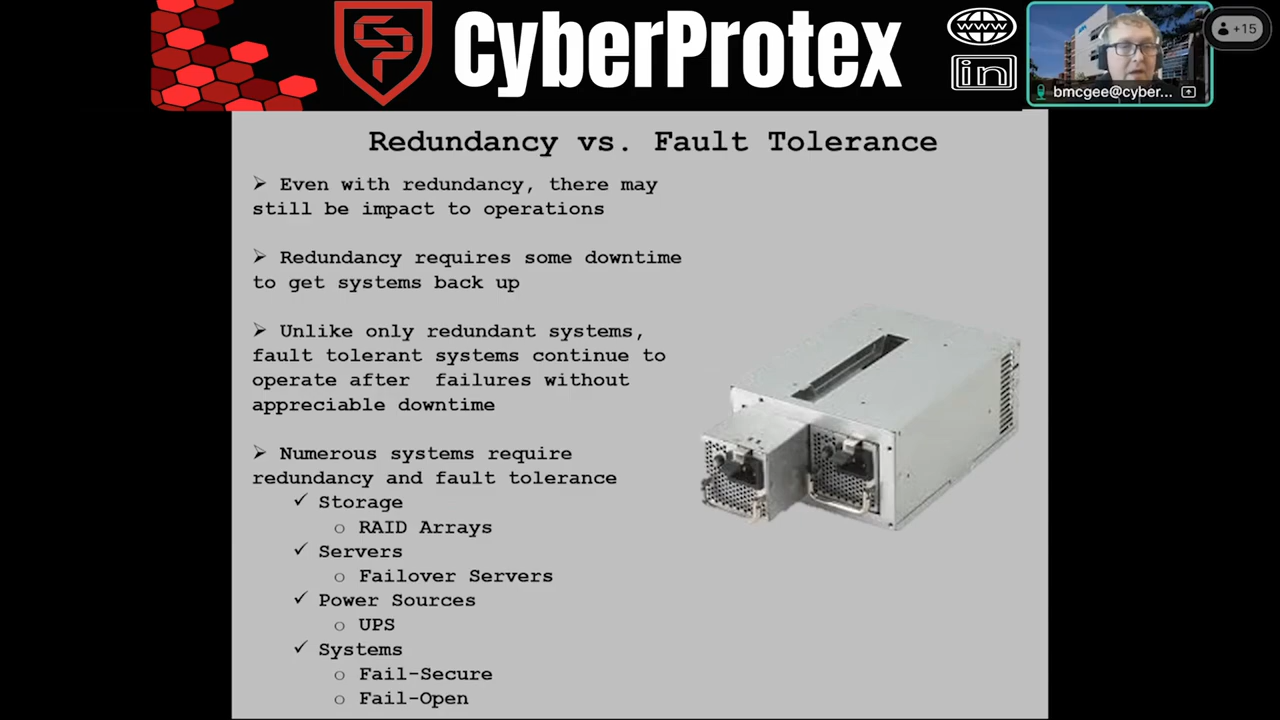 CyberProtex
WWW
in
bmcgee@cyber...
+15
Redundancy vs. Fault Tolerance
➢ Even with redundancy, there may
still be impact to operations
➢ Redundancy requires some downtime
to get systems back up
➢ Unlike only redundant systems,
fault tolerant systems continue to
operate after failures without
appreciable downtime
➢ Numerous systems require
redundancy and fault tolerance
✓ Storage
o RAID Arrays
✓ Servers
o Failover Servers
✓ Power Sources
o UPS
✓ Systems
o Fail-Secure
o Fail-Open